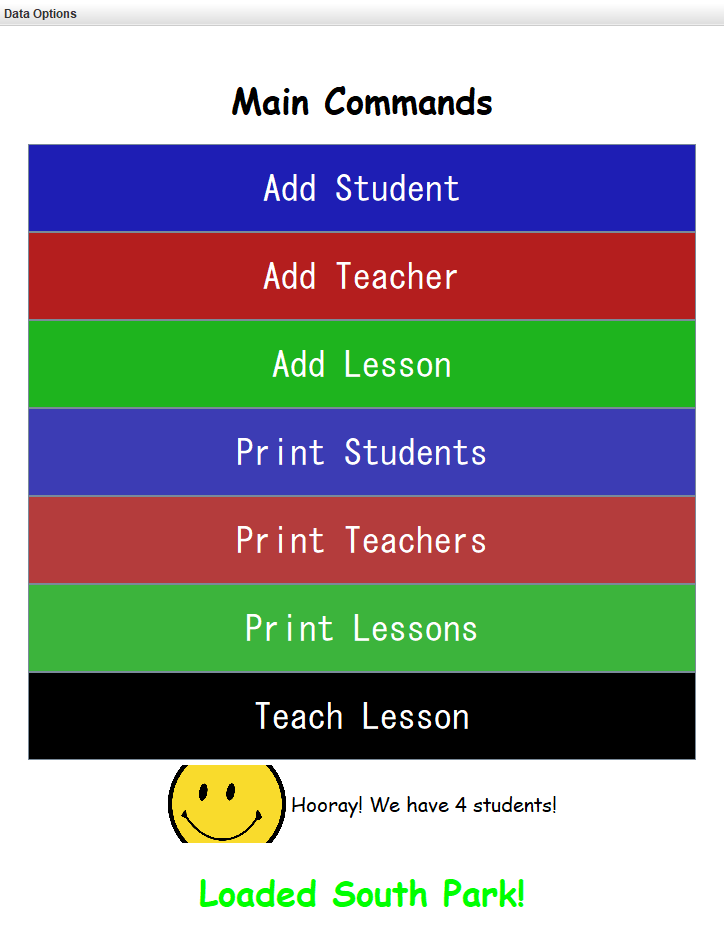 Data Options
Main Commands
Add Student
Add Teacher
Add Lesson
Print Students
Print Teachers
Print Lessons
Teach Lesson
Hooray! We have 4 students!
Loaded South Park!